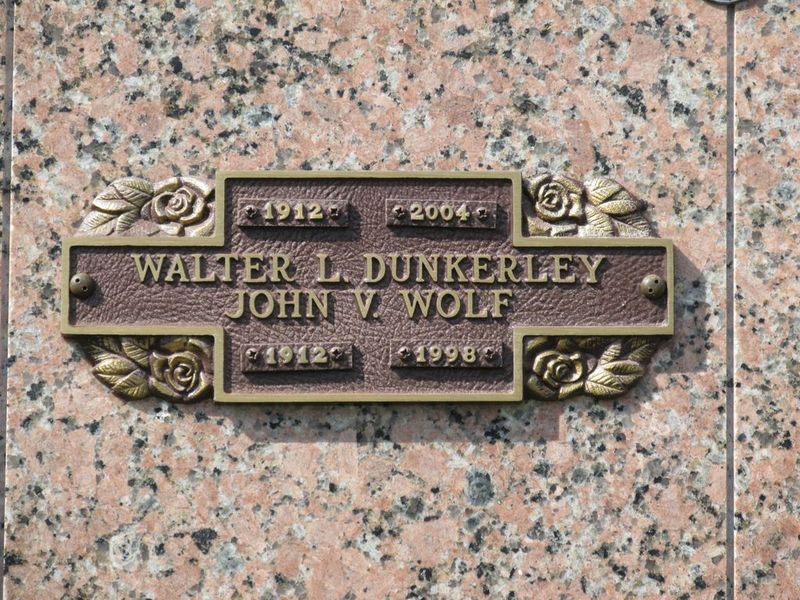 1912 2004
WALTER L. DUNKERLEY
JOHN V. WOLF
1912 1998